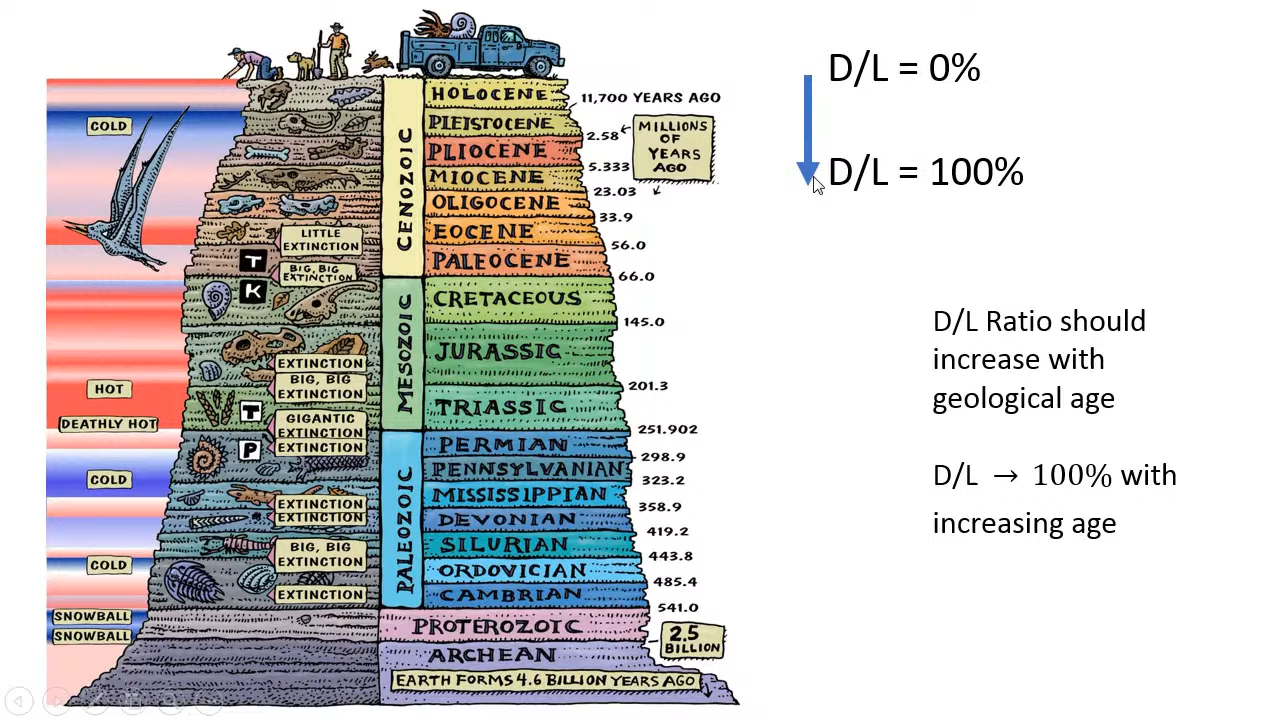 COLD
HOT
DEATHLY HOT
COLD
COLD
SNOWBALL
SNOWBALL
LITTLE
EXTINCTION
T
BIG, BIG
EXTINCTION
K
EXTINCTION
BIG, BIG
EXTINCTION
T
GIGANTIC
EXTINCTION
EXTINCTION
P
EXTINCTION
EXTINCTION
BIG, BIG
EXTINCTION
EXTINCTION
CENOZOIC
MESOZOIC
PALEOZOIC
HOLOCENE
PLEISTOCENE
PLIOCENE
MIOCENE
OLIGOCENE
EOCENE
PALEOCENE
CRETACEOUS
JURASSIC
TRIASSIC
PERMIAN
PENNSYLVANIAN
MISSISSIPPIAN
DEVONIAN
SILURIAN
ORDOVICIAN
CAMBRIAN
PROTEROZOIC
ARCHEAN
EARTH FORMS 4.6 BILLION YEARS AGO
11,700 YEARS AGO
2.58
MILLIONS
OF
YEARS
AGO
5.333
23.03
33.9
56.0
66.0
145.0
201.3
251.902
298.9
323.2
358.9
419.2
443.8
485.4
541.0
2.5
BILLION
D/L = 0%
D/L = 100%
D/L Ratio should
increase with
geological age
D/L → 100% with
increasing age